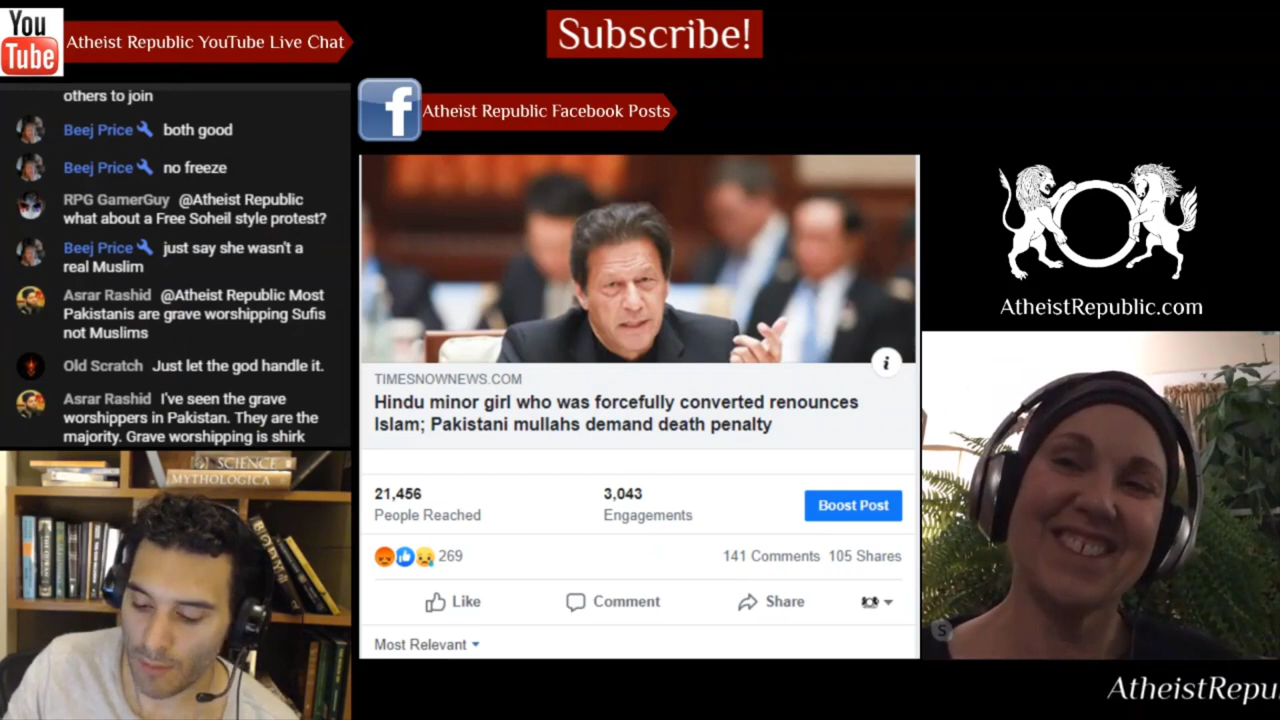 You
Tube
Atheist Republic YouTube Live Chat
Subscribe!
others to join
Beej Price both good
Beej Price no freeze
RPG GamerGuy @Atheist Republic
what about a Free Soheil style protest?
Beej Price just say she wasn't a
real Muslim
Asrar Rashid @Atheist Republic Most
Pakistanis are grave worshipping Sufis
not Muslims
Old Scratch Just let the god handle it.
Asrar Rashid I've seen the grave
worshippers in Pakistan. They are the
majority. Grave worshipping is shirk
f
Atheist Republic Facebook Posts
i
TIMESNOWNEWS.COM
Hindu minor girl who was forcefully converted renounces
Islam; Pakistani mullahs demand death penalty
21,456
People Reached
3,043
Engagements
Boost Post
269
141 Comments 105 Shares
Like
Comment
Share
Most Relevant
AtheistRepublic.com
SCIENCE
MYTHOLOGICA
S
AtheistRepu